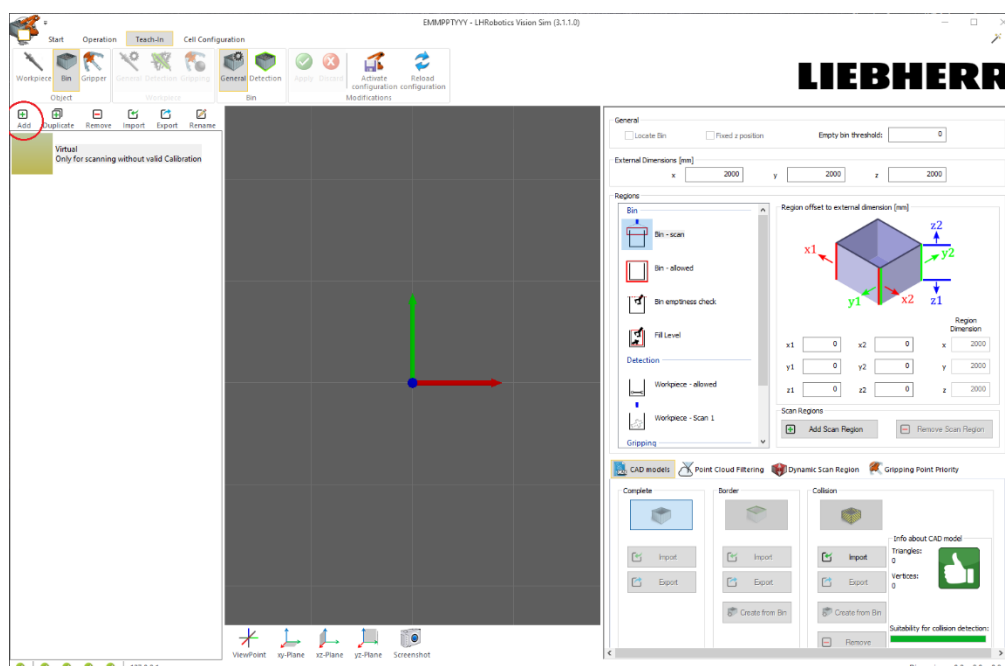 EMMPPTYYY - LHRobotics Vision Sim (3.1.1.0)
Start Operation Teach-In Cell Configuration
Workpiece Bin Gripper General Detection Gripping General Detection Apply Discard Activate configuration Reload configuration
Object Workpiece Bin Modifications
LIEBHERR
Add Duplicate Remove Import Export Rename
Virtual
Only for scanning without valid Calibration
General
Locate Bin Fixed z position Empty bin threshold: 0
External Dimensions [mm]
x 2000 y 2000 z 2000
Regions
Bin
Bin - scan
Bin - allowed
Bin emptiness check
Fill Level
Detection
Workpiece - allowed
Workpiece - Scan 1
Gripping
Region offset to external dimension [mm]
z2
x1 y2
y1 x2 z1
Region
Dimension
x1 0 x2 0 x 2000
y1 0 y2 0 y 2000
z1 0 z2 0 z 2000
Scan Regions
Add Scan Region Remove Scan Region
CAD models Point Cloud Filtering Dynamic Scan Region Gripping Point Priority
Complete Border Collision
Import Import Import
Export Export Export
Create from Bin Create from Bin
Remove
Info about CAD model
Triangles:
0
Vertices:
0
Suitability for collision detection:
ViewPoint xy-Plane xz-Plane yz-Plane Screenshot